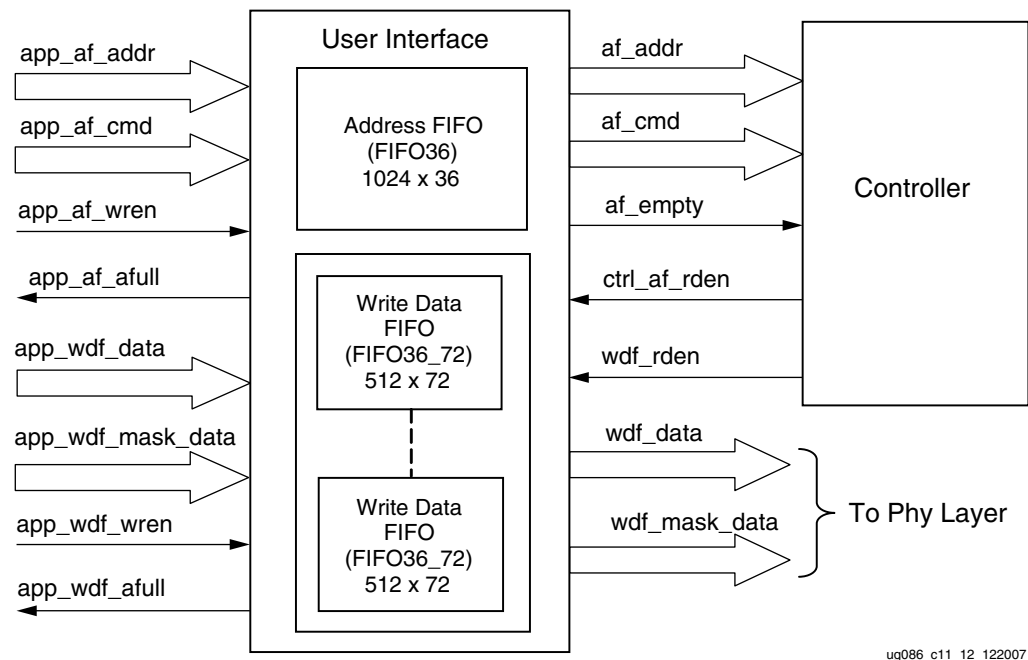 User Interface
app_af_addr
app_af_cmd
app_af_wren
app_af_afull
app_wdf_data
app_wdf_mask_data
app_wdf_wren
app_wdf_afull
Address FIFO
(FIFO36)
1024 x 36
Write Data
FIFO
(FIFO36_72)
512 x 72
Write Data
FIFO
(FIFO36_72)
512 x 72
af_addr
af_cmd
af_empty
ctrl_af_rden
wdf_rden
wdf_data
wdf_mask_data
Controller
To Phy Layer
ug086_c11_12_122007